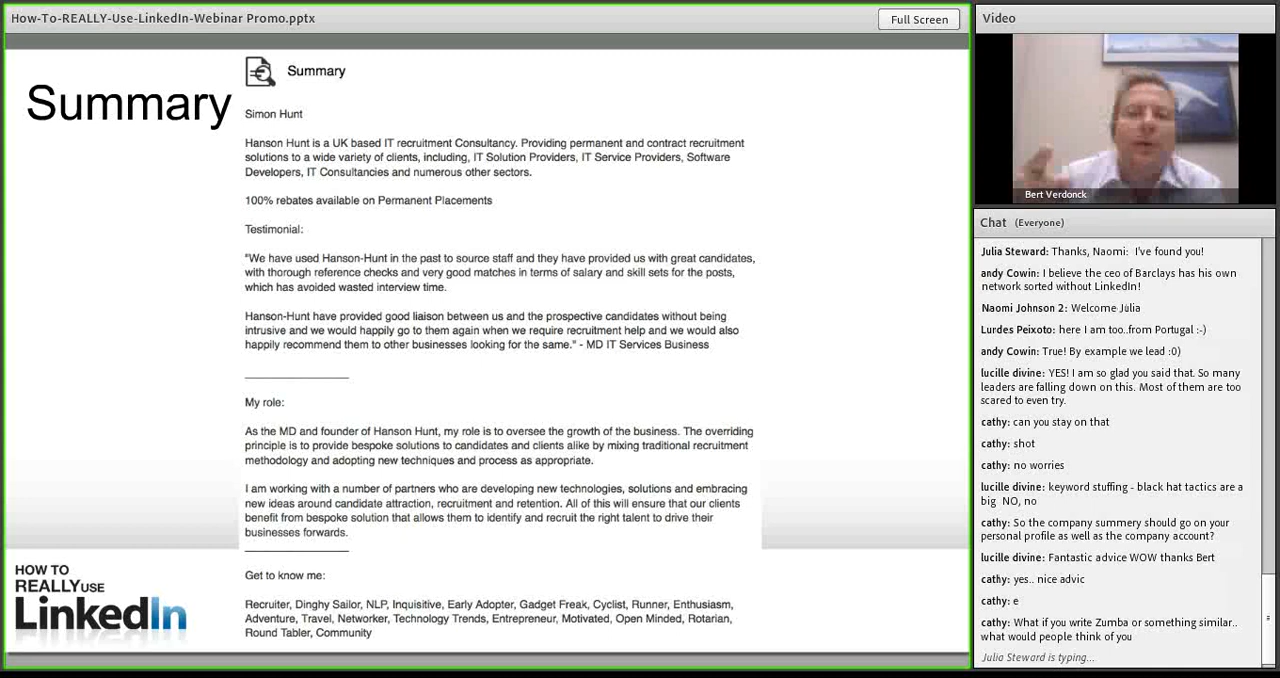 How-To-REALLY-Use-LinkedIn-Webinar Promo.pptx
Full Screen
Summary
Summary
Simon Hunt
Hanson Hunt is a UK based IT recruitment Consultancy. Providing permanent and contract recruitment
solutions to a wide variety of clients, including, IT Solution Providers, IT Service Providers, Software
Developers, IT Consultancies and numerous other sectors.
100% rebates available on Permanent Placements
Testimonial:
"We have used Hanson-Hunt in the past to source staff and they have provided us with great candidates,
with thorough reference checks and very good matches in terms of salary and skill sets for the posts,
which has avoided wasted interview time.
Hanson-Hunt have provided good liaison between us and the prospective candidates without being
intrusive and we would happily go to them again when we require recruitment help and we would also
happily recommend them to other businesses looking for the same." - MD IT Services Business
My role:
As the MD and founder of Hanson Hunt, my role is to oversee the growth of the business. The overriding
principle is to provide bespoke solutions to candidates and clients alike by mixing traditional recruitment
methodology and adopting new techniques and process as appropriate.
I am working with a number of partners who are developing new technologies, solutions and embracing
new ideas around candidate attraction, recruitment and retention. All of this will ensure that our clients
benefit from bespoke solution that allows them to identify and recruit the right talent to drive their
businesses forwards.
Get to know me:
Recruiter, Dinghy Sailor, NLP, Inquisitive, Early Adopter, Gadget Freak, Cyclist, Runner, Enthusiasm,
Adventure, Travel, Networker, Technology Trends, Entrepreneur, Motivated, Open Minded, Rotarian,
Round Tabler, Community
HOW TO
REALLY USE
LinkedIn
Video
Bert Verdonck
Chat (Everyone)
Julia Steward: Thanks, Naomi: I've found you!
andy Cowin: I believe the ceo of Barclays has his own
network sorted without LinkedIn!
Naomi Johnson 2: Welcome Julia
Lurdes Peixoto: here I am too..from Portugal :-)
andy Cowin: True! By example we lead :0)
lucille divine: YES! I am so glad you said that. So many
leaders are falling down on this. Most of them are too
scared to even try.
cathy: can you stay on that
cathy: shot
cathy: no worries
lucille divine: keyword stuffing - black hat tactics are a
big NO, no
cathy: So the company summery should go on your
personal profile as well as the company account?
lucille divine: Fantastic advice WOW thanks Bert
cathy: yes.. nice advic
cathy: e
cathy: What if you write Zumba or something similar..
what would people think of you
Julia Steward is typing...